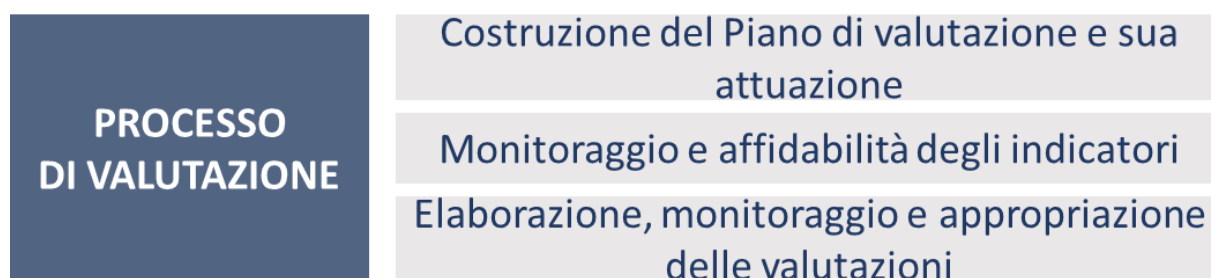 PROCESSO
DI VALUTAZIONE
Costruzione del Piano di valutazione e sua
attuazione
Monitoraggio e affidabilità degli indicatori
Elaborazione, monitoraggio e appropriazione
delle valutazioni